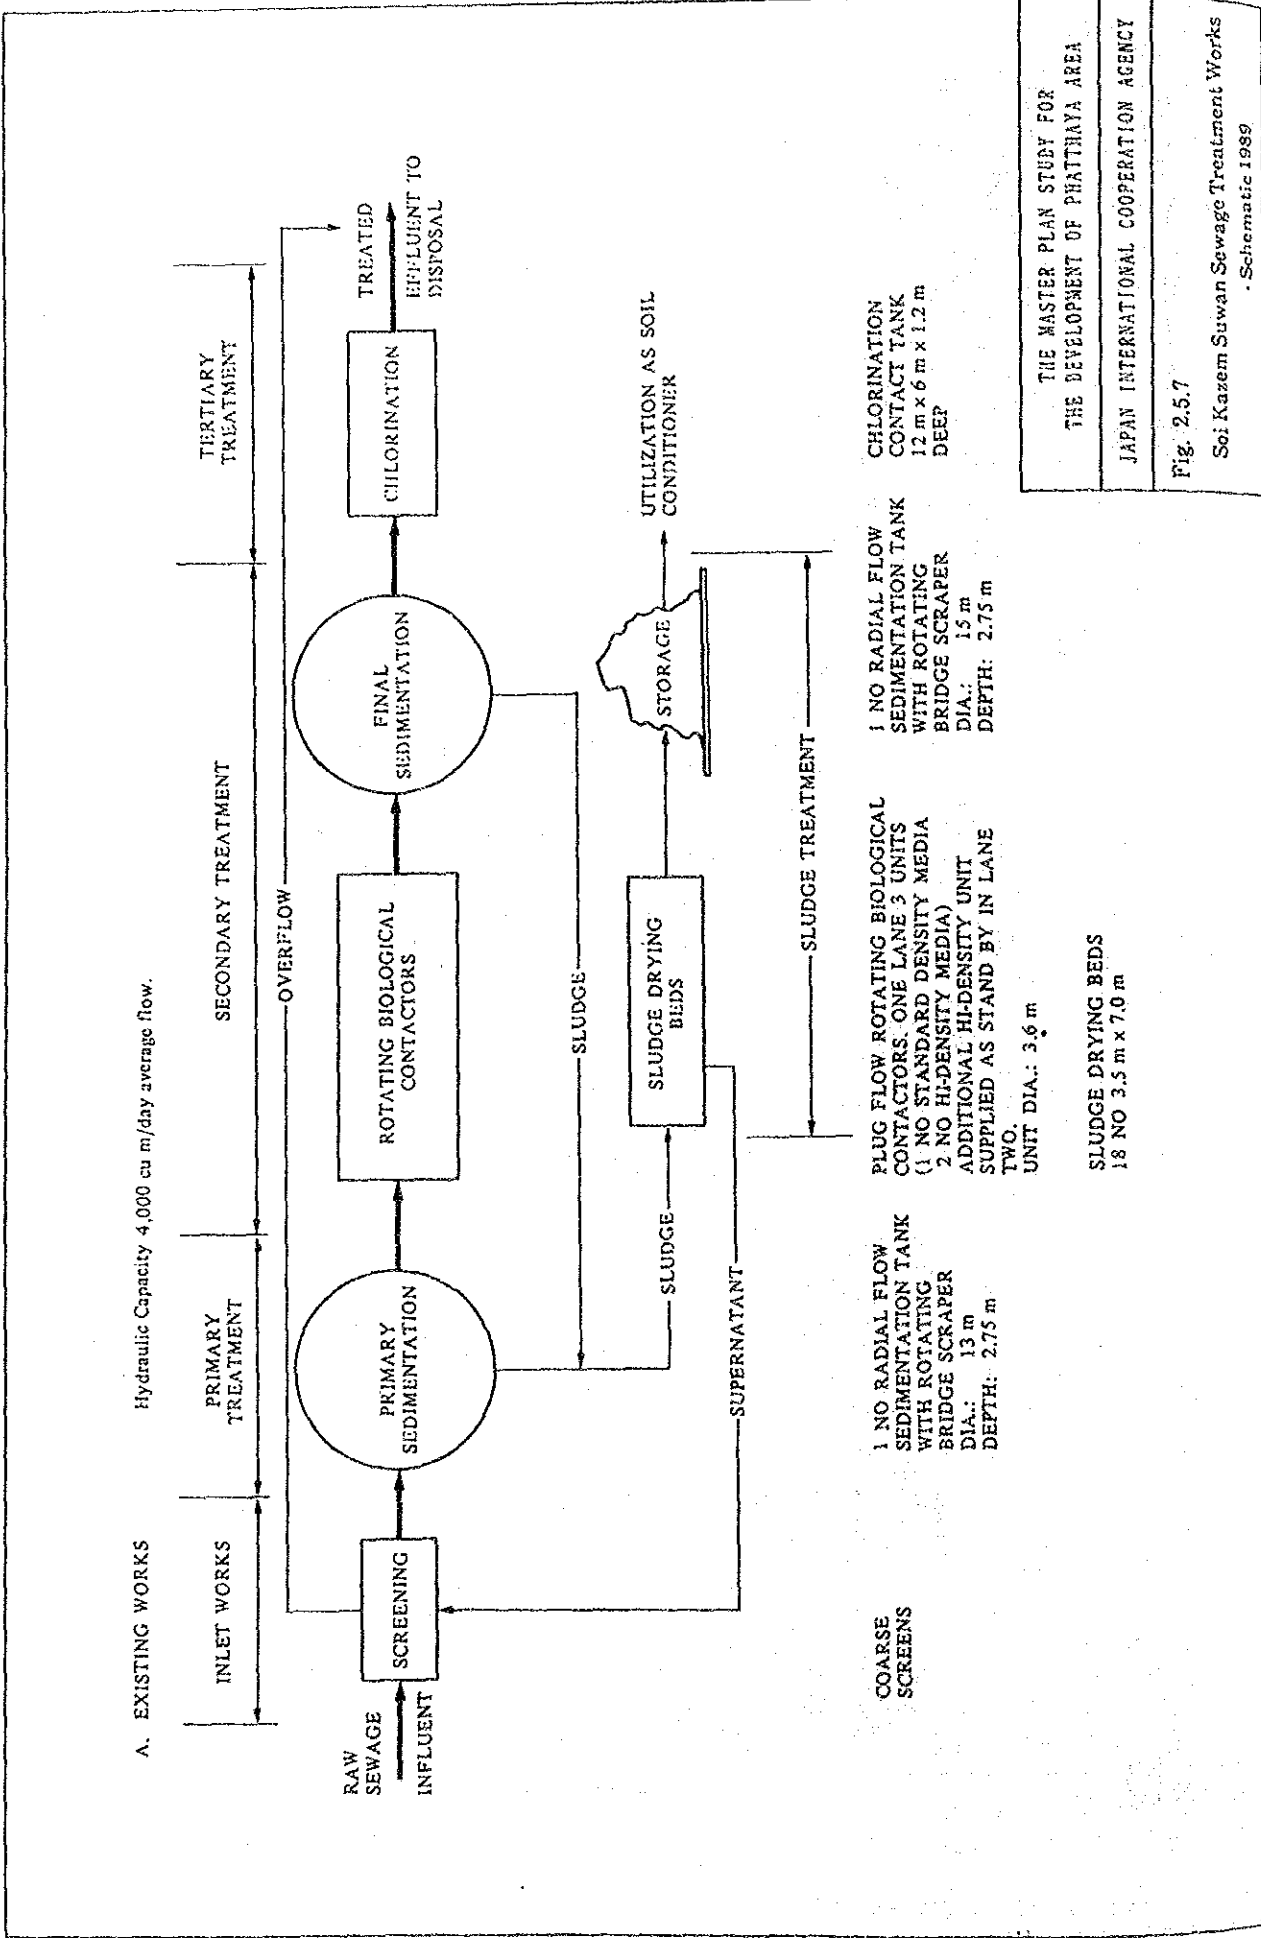 A. EXISTING WORKS
Hydraulic Capacity 4,000 cu m/day average flow.
INLET WORKS
PRIMARY
TREATMENT
SECONDARY TREATMENT
TERTIARY
TREATMENT
OVERFLOW
RAW
SEWAGE
INFLUENT
SCREENING
PRIMARY
SEDIMENTATION
ROTATING BIOLOGICAL
CONTACTORS
FINAL
SEDIMENTATION
CHLORINATION
TREATED
EFFLUENT TO
DISPOSAL
SLUDGE
SLUDGE
SLUDGE DRYING
BEDS
STORAGE
UTILIZATION AS SOIL
CONDITIONER
SUPERNATANT
SLUDGE TREATMENT
COARSE
SCREENS
1 NO RADIAL FLOW
SEDIMENTATION TANK
WITH ROTATING
BRIDGE SCRAPER
DIA.: 13 m
DEPTH: 2.75 m
PLUG FLOW ROTATING BIOLOGICAL
CONTACTORS. ONE LANE 3 UNITS
(1 NO STANDARD DENSITY MEDIA
2 NO HI-DENSITY MEDIA)
ADDITIONAL HI-DENSITY UNIT
SUPPLIED AS STAND BY IN LANE
TWO.
UNIT DIA.: 3.6 m
SLUDGE DRYING BEDS
18 NO 3.5 m x 7.0 m
1 NO RADIAL FLOW
SEDIMENTATION TANK
WITH ROTATING
BRIDGE SCRAPER
DIA.: 15 m
DEPTH: 2.75 m
CHLORINATION
CONTACT TANK
12 m x 6 m x 1.2 m
DEEP
THE MASTER PLAN STUDY FOR
THE DEVELOPMENT OF PHATTHAYA AREA
JAPAN INTERNATIONAL COOPERATION AGENCY
Fig. 2.5.7
Soi Kazem Suwan Sewage Treatment Works
- Schematic 1989